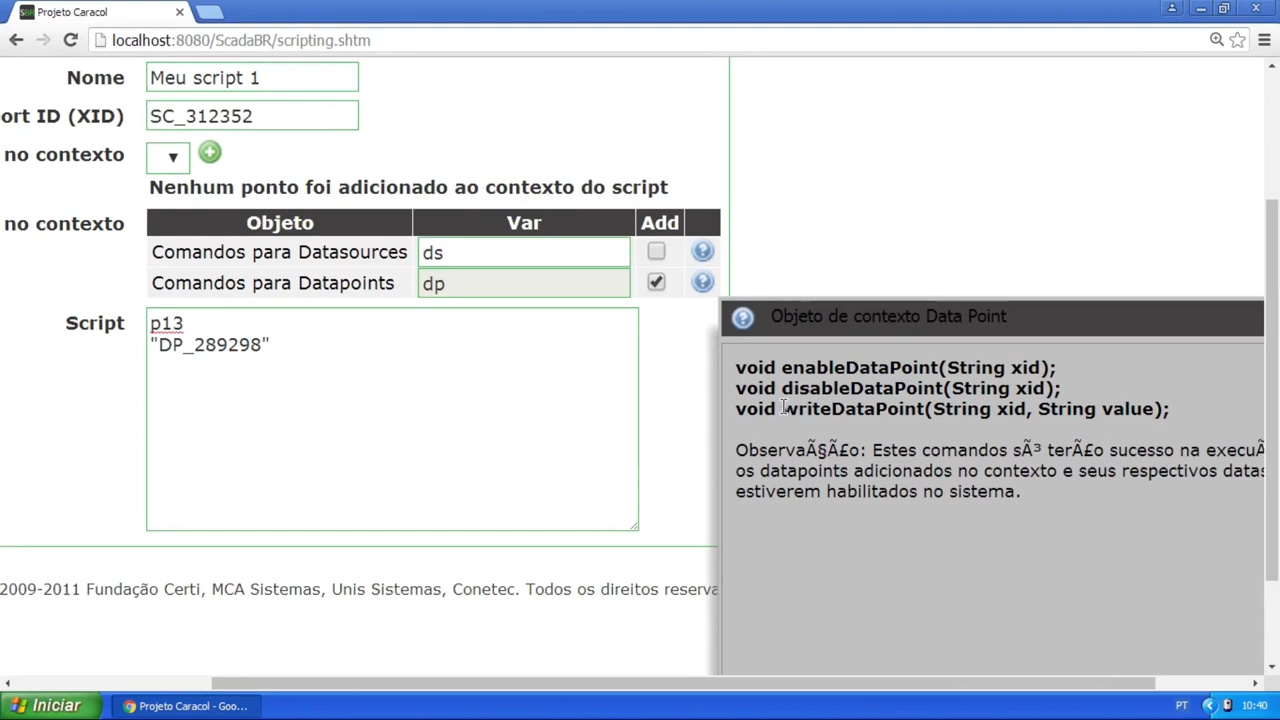 SBR Projeto Caracol
localhost:8080/ScadaBR/scripting.shtm
Nome Meu script 1
ort ID (XID) SC_312352
no contexto
Nenhum ponto foi adicionado ao contexto do script
no contexto Objeto Var Add
Comandos para Datasources ds
Comandos para Datapoints dp
Script p13
"DP_289298"
Objeto de contexto Data Point
void enableDataPoint(String xid);
void disableDataPoint(String xid);
void writeDataPoint(String xid, String value);
ObservaÃ§Ã£o: Estes comandos sÃ³ terÃ£o sucesso na execuÃ
os datapoints adicionados no contexto e seus respectivos datas
estiverem habilitados no sistema.
2009-2011 Fundação Certi, MCA Sistemas, Unis Sistemas, Conetec. Todos os direitos reserva
Iniciar Projeto Caracol - Goo... PT 10:40